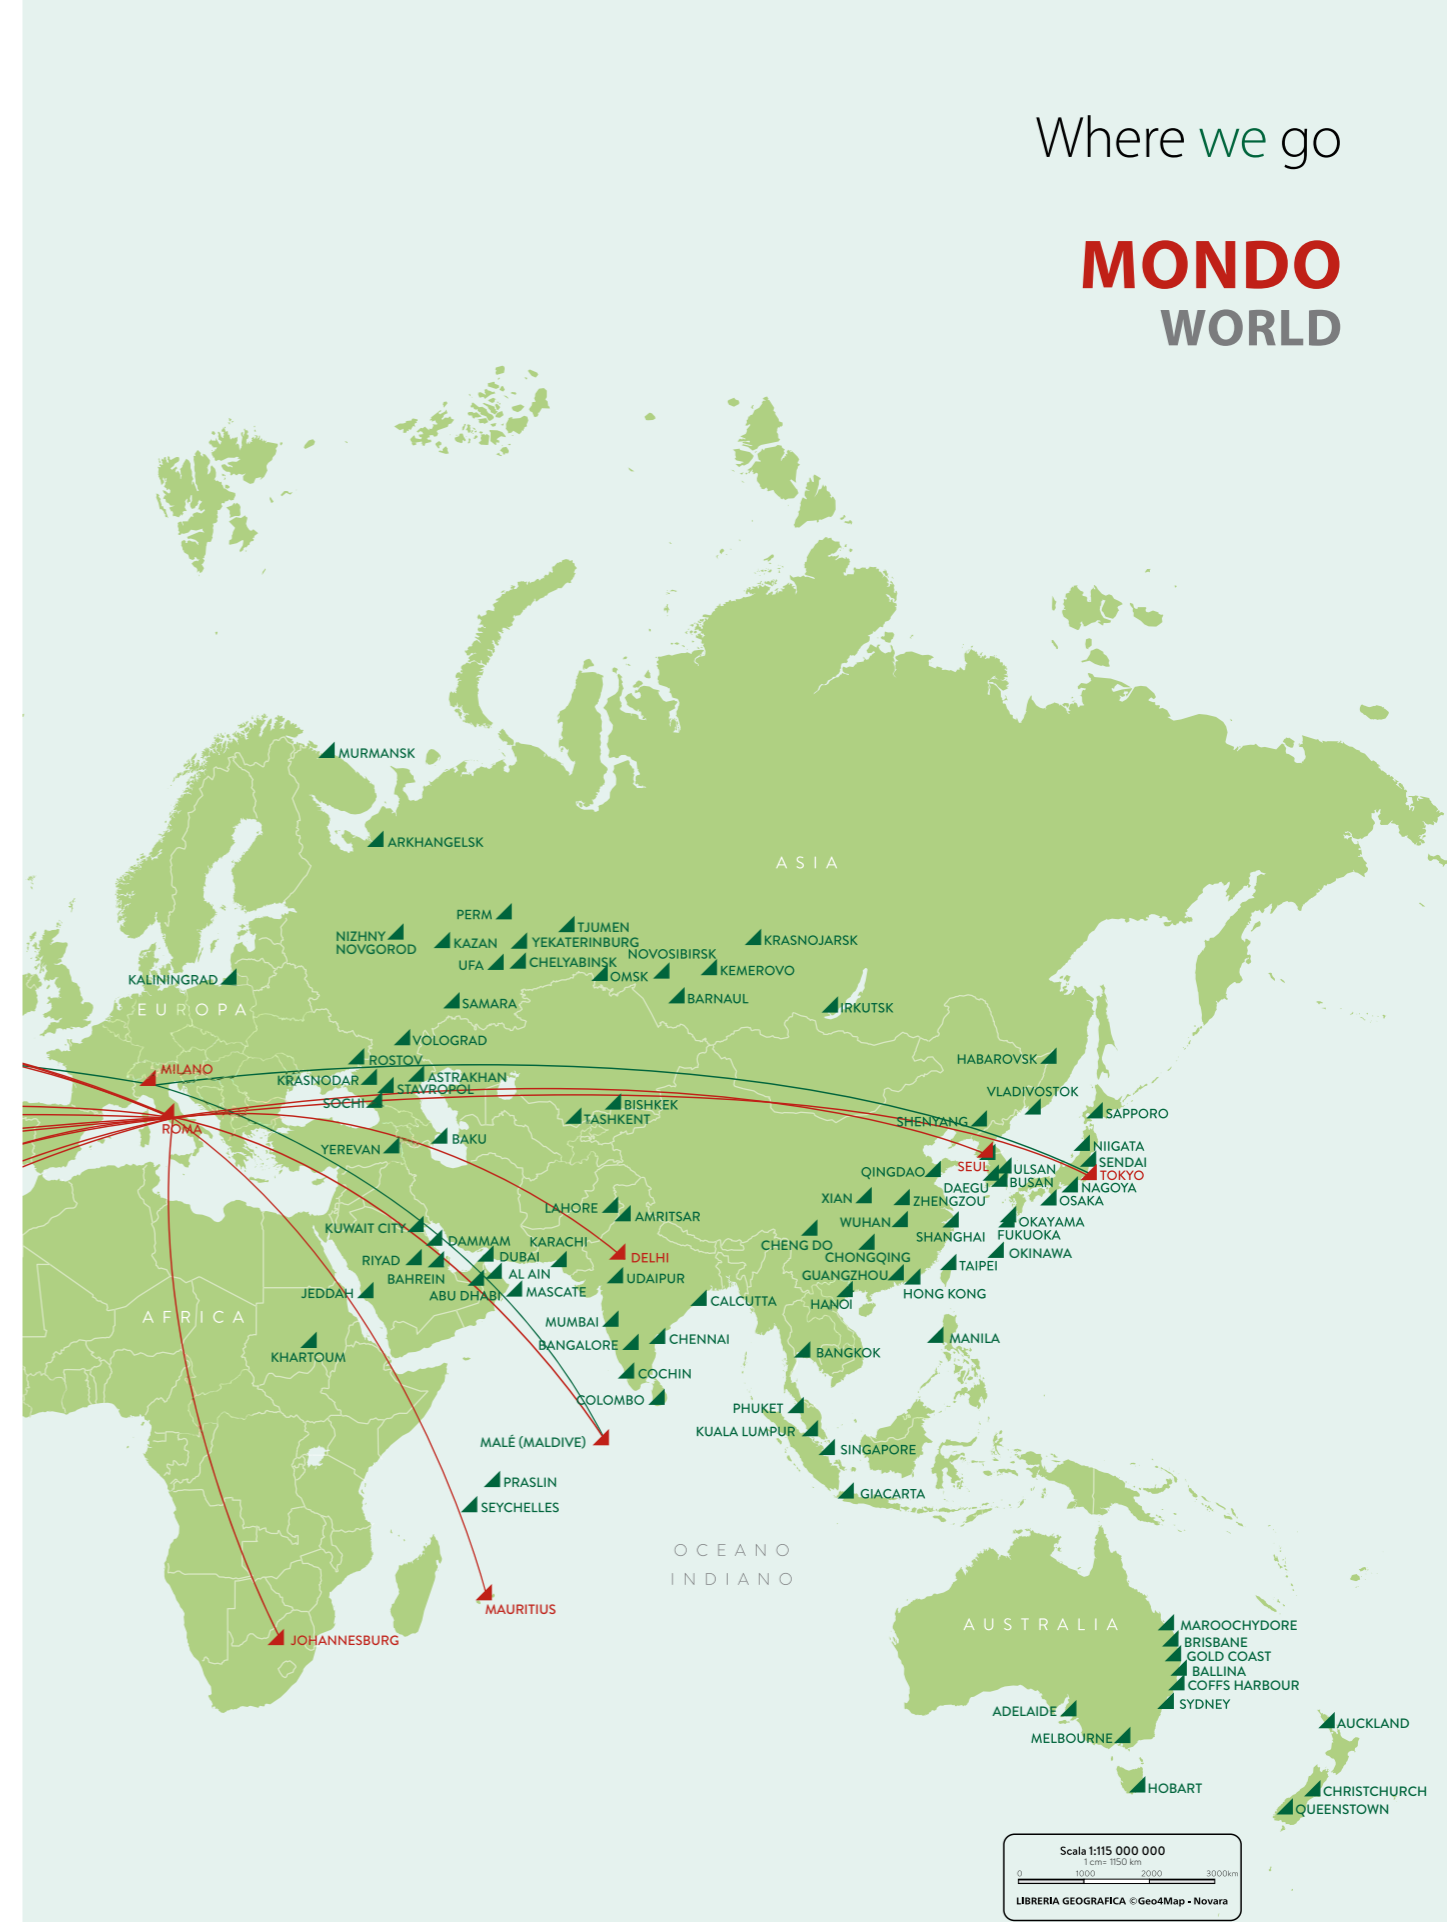 Where we go
MONDO
WORLD
MURMANSK
ARKHANGELSK
ASIA
PERM
TJUMEN
NIZHNY
NOVGOROD
KAZAN
YEKATERINBURG
KRASNOJARSK
NOVOSIBIRSK
UFA
CHELYABINSK
OMSK
KEMEROVO
KALININGRAD
EUROPA
SAMARA
BARNAUL
IRKUTSK
VOLOGRAD
ROSTOV
HABAROVSK
MILANO
KRASNODAR
ASTRAKHAN
STAVROPOL
VLADIVOSTOK
SOCHI
BISHKEK
TASHKENT
SHENYANG
SAPPORO
ROMA
YEREVAN
BAKU
NIIGATA
SENDAI
SEUL
ULSAN
TOKYO
QINGDAO
DAEGU
BUSAN
NAGOYA
XIAN
ZHENGZOU
OSAKA
LAHORE
AMRITSAR
KUWAIT CITY
WUHAN
OKAYAMA
DAMMAM
KARACHI
SHANGHAI
FUKUOKA
CHENG DO
CHONGQING
OKINAWA
RIYAD
DUBAI
DELHI
TAIPEI
BAHREIN
AL AIN
UDAIPUR
GUANGZHOU
JEDDAH
ABU DHABI
MASCATE
CALCUTTA
HANOI
HONG KONG
AFRICA
MUMBAI
KHARTOUM
BANGALORE
CHENNAI
BANGKOK
MANILA
COCHIN
COLOMBO
PHUKET
KUALA LUMPUR
MALÉ (MALDIVE)
SINGAPORE
PRASLIN
GIACARTA
SEYCHELLES
OCEANO
INDIANO
MAURITIUS
JOHANNESBURG
AUSTRALIA
MAROOCHYDORE
BRISBANE
GOLD COAST
BALLINA
COFFS HARBOUR
SYDNEY
ADELAIDE
MELBOURNE
AUCKLAND
HOBART
CHRISTCHURCH
QUEENSTOWN
Scala 1:115 000 000
1 cm= 1150 km
0 1000 2000 3000km
LIBRERIA GEOGRAFICA ©Geo4Map - Novara